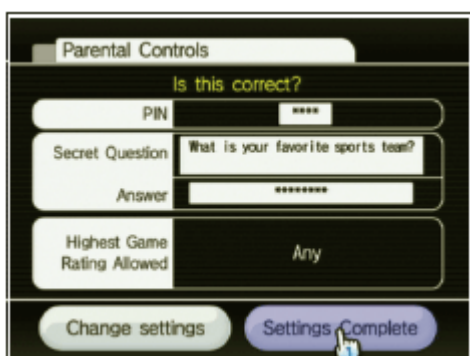 Parental Controls
Is this correct?
PIN ****
Secret Question What is your favorite sports team?
Answer ********
Highest Game
Rating Allowed Any
Change settings Settings Complete